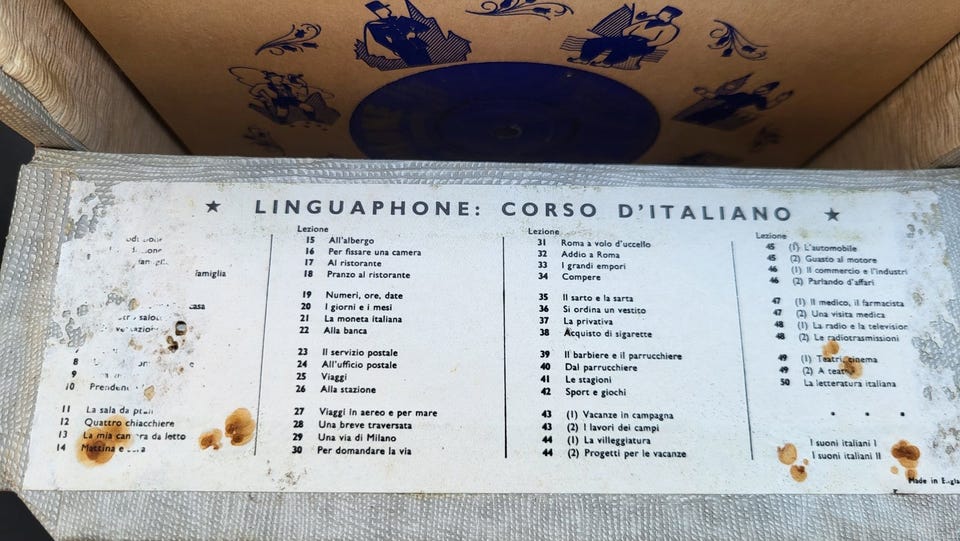 ★ LINGUAPHONE: CORSO D'ITALIANO ★
famiglia
8
9
10 Prendere
11 La sala da
12 Quattro chiacchiere
13 La mia camera da letto
14 Mattina e
Lezione
15 All'albergo
16 Per fissare una camera
17 Al ristorante
18 Pranzo al ristorante
19 Numeri, ore, date
20 I giorni e i mesi
21 La moneta italiana
22 Alla banca
23 Il servizio postale
24 All'ufficio postale
25 Viaggi
26 Alla stazione
27 Viaggi in aereo e per mare
28 Una breve traversata
29 Una via di Milano
30 Per domandare la via
Lezione
31 Roma a volo d'uccello
32 Addio a Roma
33 I grandi empori
34 Compere
35 Il sarto e la sarta
36 Si ordina un vestito
37 La privativa
38 Acquisto di sigarette
39 Il barbiere e il parrucchiere
40 Dal parrucchiere
41 Le stagioni
42 Sport e giochi
43 (1) Vacanze in campagna
43 (2) I lavori dei campi
44 (1) La villeggiatura
44 (2) Progetti per le vacanze
Lezione
45 (1) L'automobile
45 (2) Guasto al motore
46 (1) Il commercio e l'industri
46 (2) Parlando d'affari
47 (1) Il medico, il farmacista
47 (2) Una visita medica
48 (1) La radio e la television
48 (2) Le radiotrasmissioni
49 (1) Teatri, cinema
49 (2) A teatro
50 La letteratura italiana
I suoni italiani I
I suoni italiani II
Made in Engla